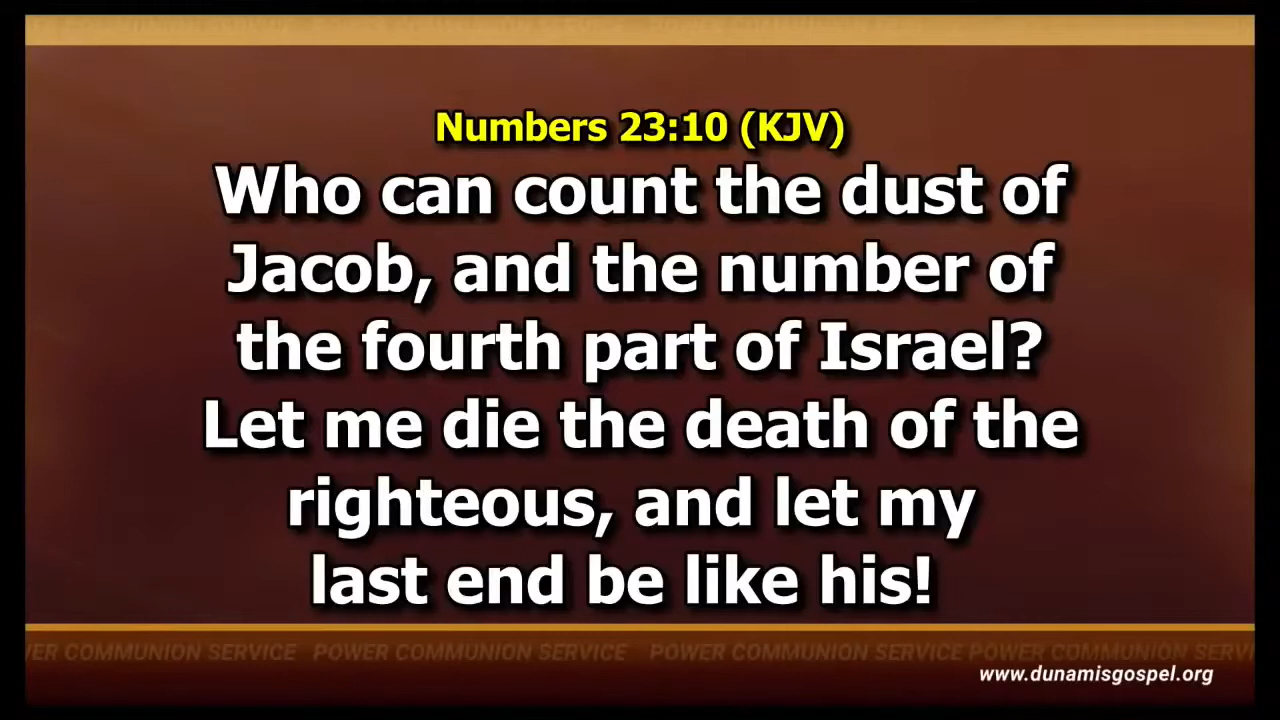 Numbers 23:10 (KJV)
Who can count the dust of
Jacob, and the number of
the fourth part of Israel?
Let me die the death of the
righteous, and let my
last end be like his!
ER COMMUNION SERVICE POWER COMMUNION SERVICE POWER COMMUNION SERVICE POWER COMMUNION SERVI
www.dunamisgospel.org